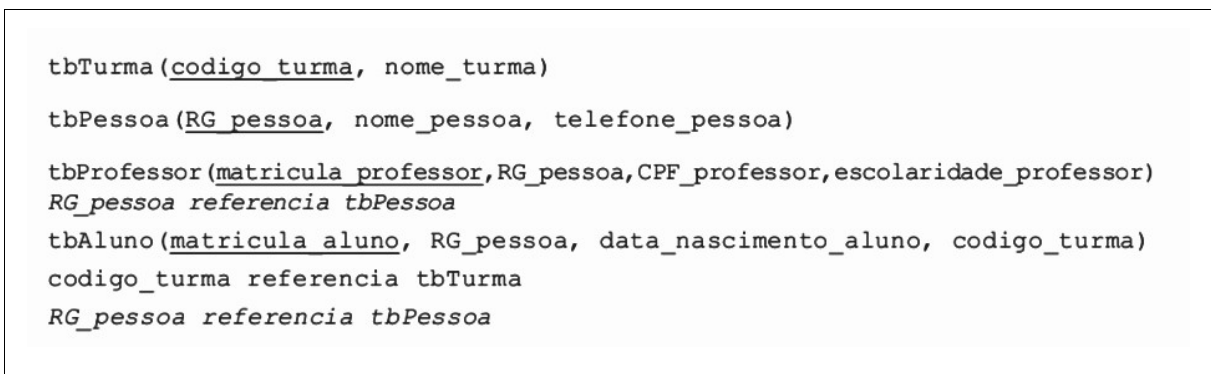 tbTurma(codigo_turma, nome_turma)
tbPessoa(RG_pessoa, nome_pessoa, telefone_pessoa)
tbProfessor(matricula_professor,RG_pessoa,CPF_professor,escolaridade_professor)
RG_pessoa referencia tbPessoa
tbAluno(matricula_aluno, RG_pessoa, data_nascimento_aluno, codigo_turma)
codigo_turma referencia tbTurma
RG_pessoa referencia tbPessoa